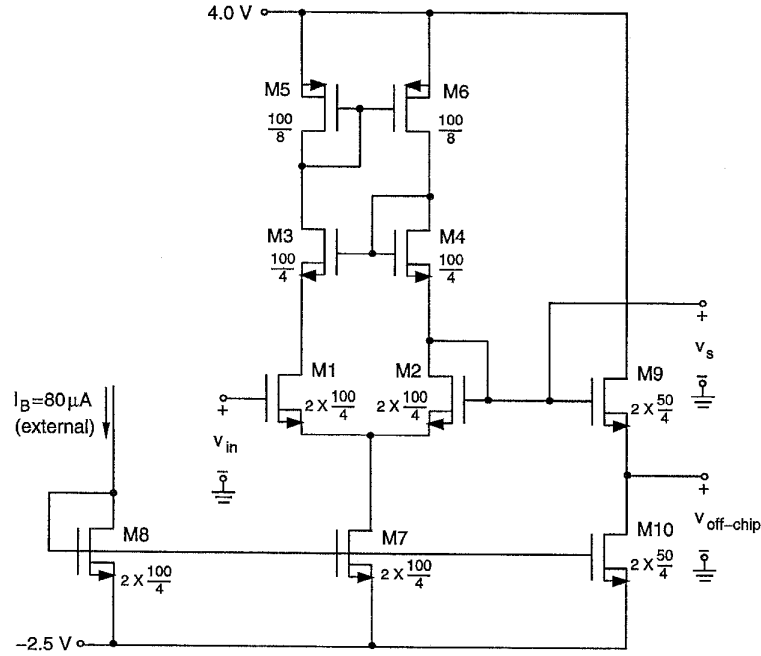 4.0 V
M5
M6
100/8
100/8
M3
M4
100/4
100/4
M1
M2
M9
2 X 100/4
2 X 100/4
2 X 50/4
+
v_s
−
I_B=80 μA
(external)
+
v_in
−
M8
M7
M10
2 X 100/4
2 X 100/4
2 X 50/4
+
v_off−chip
−
−2.5 V